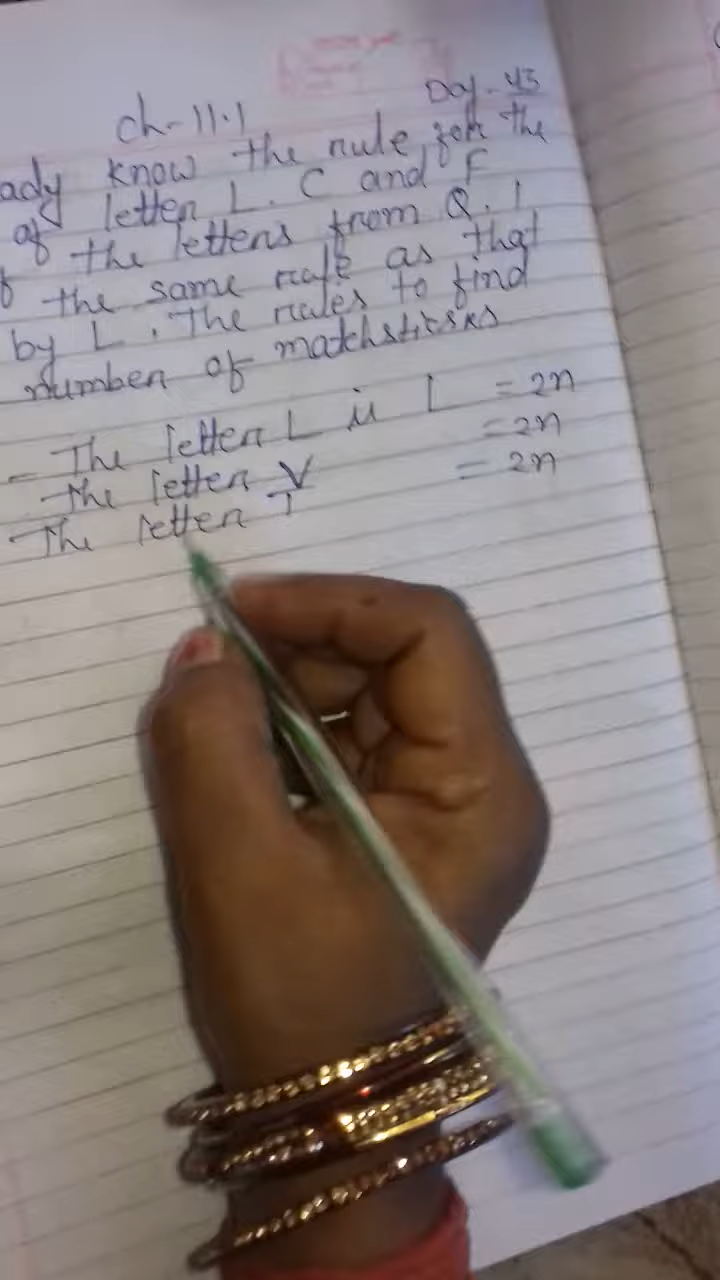 Day - 45
ch-11.1
ady know the rule for the
of letter L. C and F
the letters from Q. 1
the same rule as that
by L. The rules to find
number of matchsticks
- The letter L is L = 2n
The letter V = 2n
The letter T = 2n